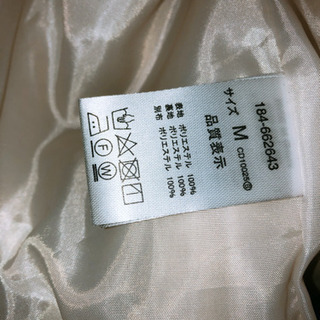 184-662643
サイズ M CD10025⑪
品質表示
表地 ポリエステル 100%
裏地 ポリエステル 100%
別布 ポリエステル 100%
F
W